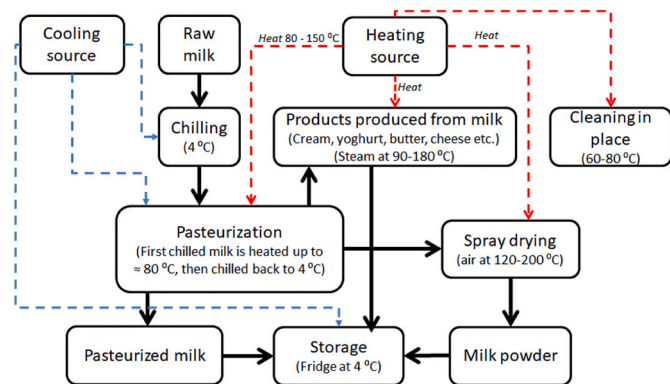 Cooling
source
Raw
milk
Heat 80 - 150 ⁰C
Heating
source
Heat
Heat
Chilling
(4 ⁰C)
Products produced from milk
(Cream, yoghurt, butter, cheese etc.)
(Steam at 90-180 ⁰C)
Cleaning in
place
(60-80 ⁰C)
Pasteurization
(First chilled milk is heated up to
≈ 80 ⁰C, then chilled back to 4 ⁰C)
Spray drying
(air at 120-200 ⁰C)
Pasteurized milk
Storage
(Fridge at 4 ⁰C)
Milk powder